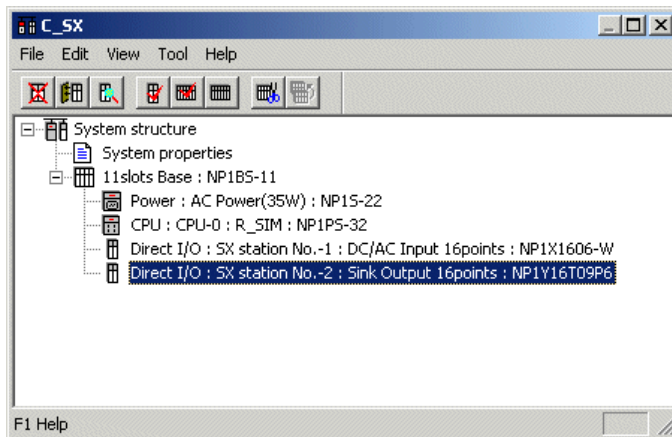 C_SX
File Edit View Tool Help
System structure
System properties
11slots Base : NP1BS-11
Power : AC Power(35W) : NP1S-22
CPU : CPU-0 : R_SIM : NP1PS-32
Direct I/O : SX station No.-1 : DC/AC Input 16points : NP1X1606-W
Direct I/O : SX station No.-2 : Sink Output 16points : NP1Y16T09P6
F1 Help